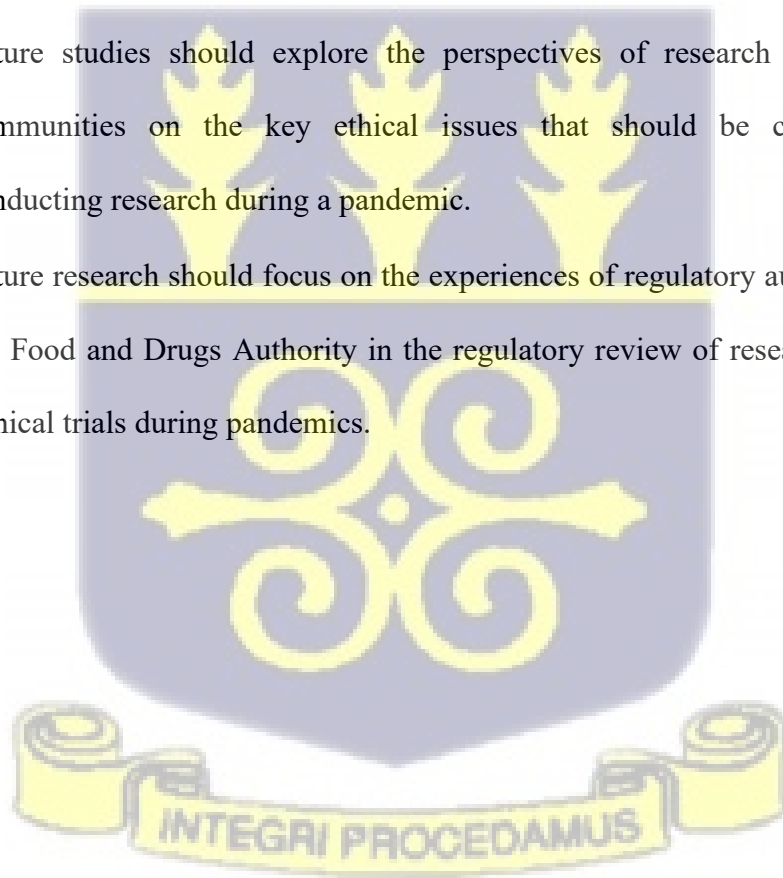 ture studies should explore the perspectives of research
mmunities on the key ethical issues that should be c
nducting research during a pandemic.
ture research should focus on the experiences of regulatory au
Food and Drugs Authority in the regulatory review of resea
nical trials during pandemics.
INTEGRI PROCEDAMUS